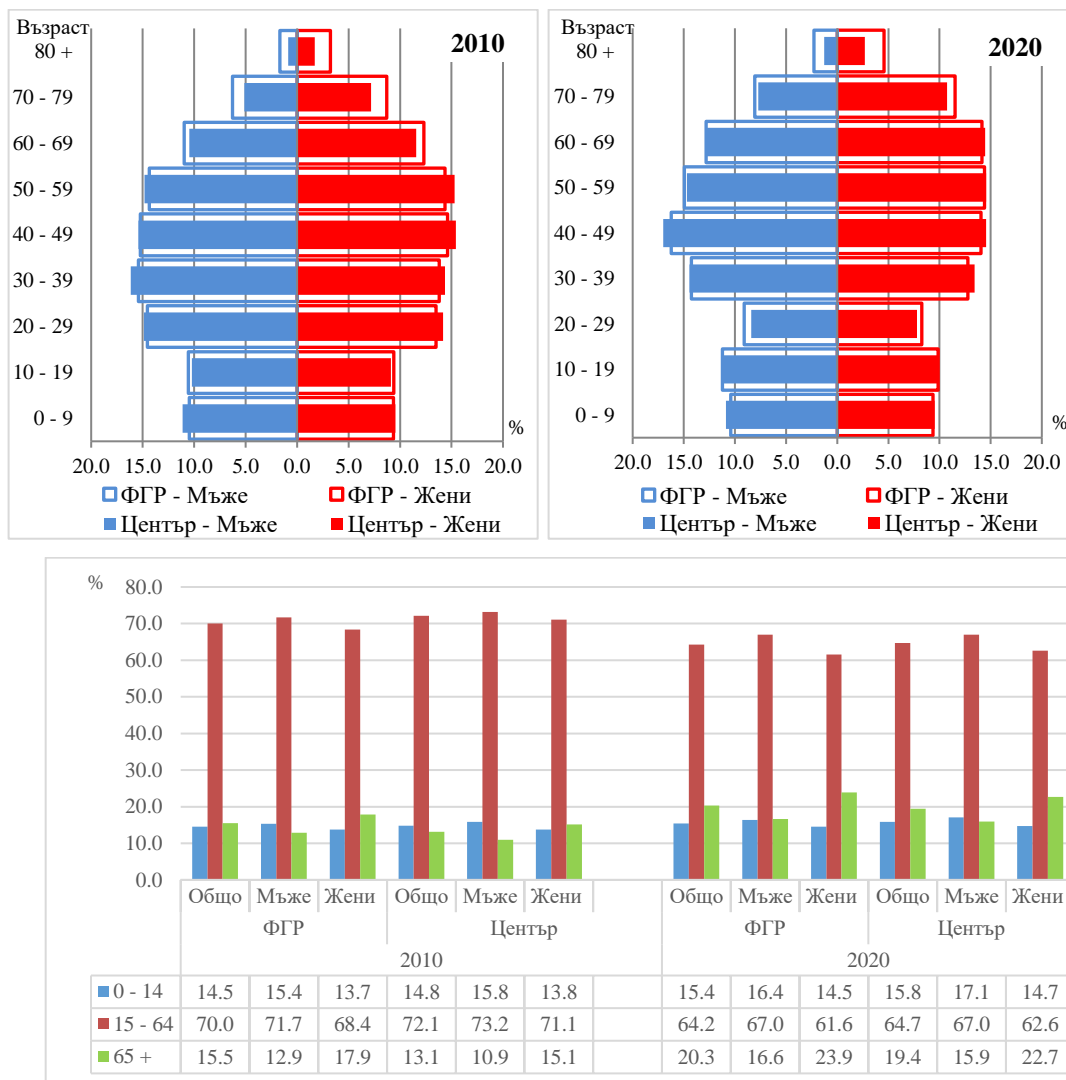 Възраст
2010
80 +
70 - 79
60 - 69
50 - 59
40 - 49
30 - 39
20 - 29
10 - 19
0 - 9
%
20.0 15.0 10.0 5.0 0.0 5.0 10.0 15.0 20.0
ФГР - Мъже ФГР - Жени
Център - Мъже Център - Жени
Възраст
2020
80 +
70 - 79
60 - 69
50 - 59
40 - 49
30 - 39
20 - 29
10 - 19
0 - 9
%
20.0 15.0 10.0 5.0 0.0 5.0 10.0 15.0 20.0
ФГР - Мъже ФГР - Жени
Център - Мъже Център - Жени
%
80.0
70.0
60.0
50.0
40.0
30.0
20.0
10.0
0.0
Общо Мъже Жени Общо Мъже Жени Общо Мъже Жени Общо Мъже Жени
ФГР Център ФГР Център
2010 2020
0 - 14 14.5 15.4 13.7 14.8 15.8 13.8 15.4 16.4 14.5 15.8 17.1 14.7
15 - 64 70.0 71.7 68.4 72.1 73.2 71.1 64.2 67.0 61.6 64.7 67.0 62.6
65 + 15.5 12.9 17.9 13.1 10.9 15.1 20.3 16.6 23.9 19.4 15.9 22.7